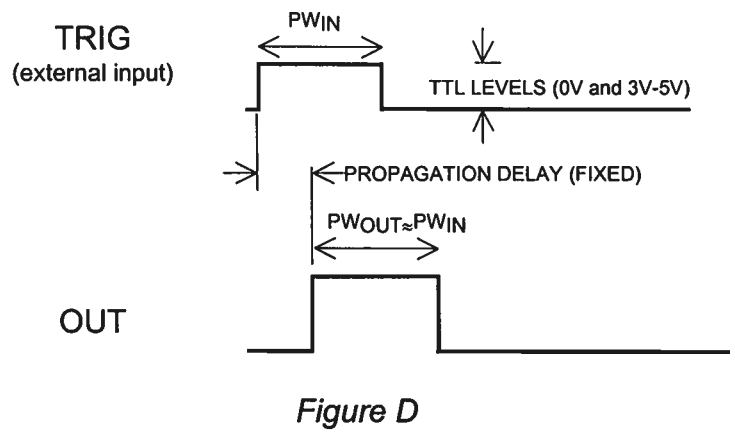 PWIN
TRIG
(external input)
TTL LEVELS (0V and 3V-5V)
PROPAGATION DELAY (FIXED)
PWOUT≈PWIN
OUT
Figure D